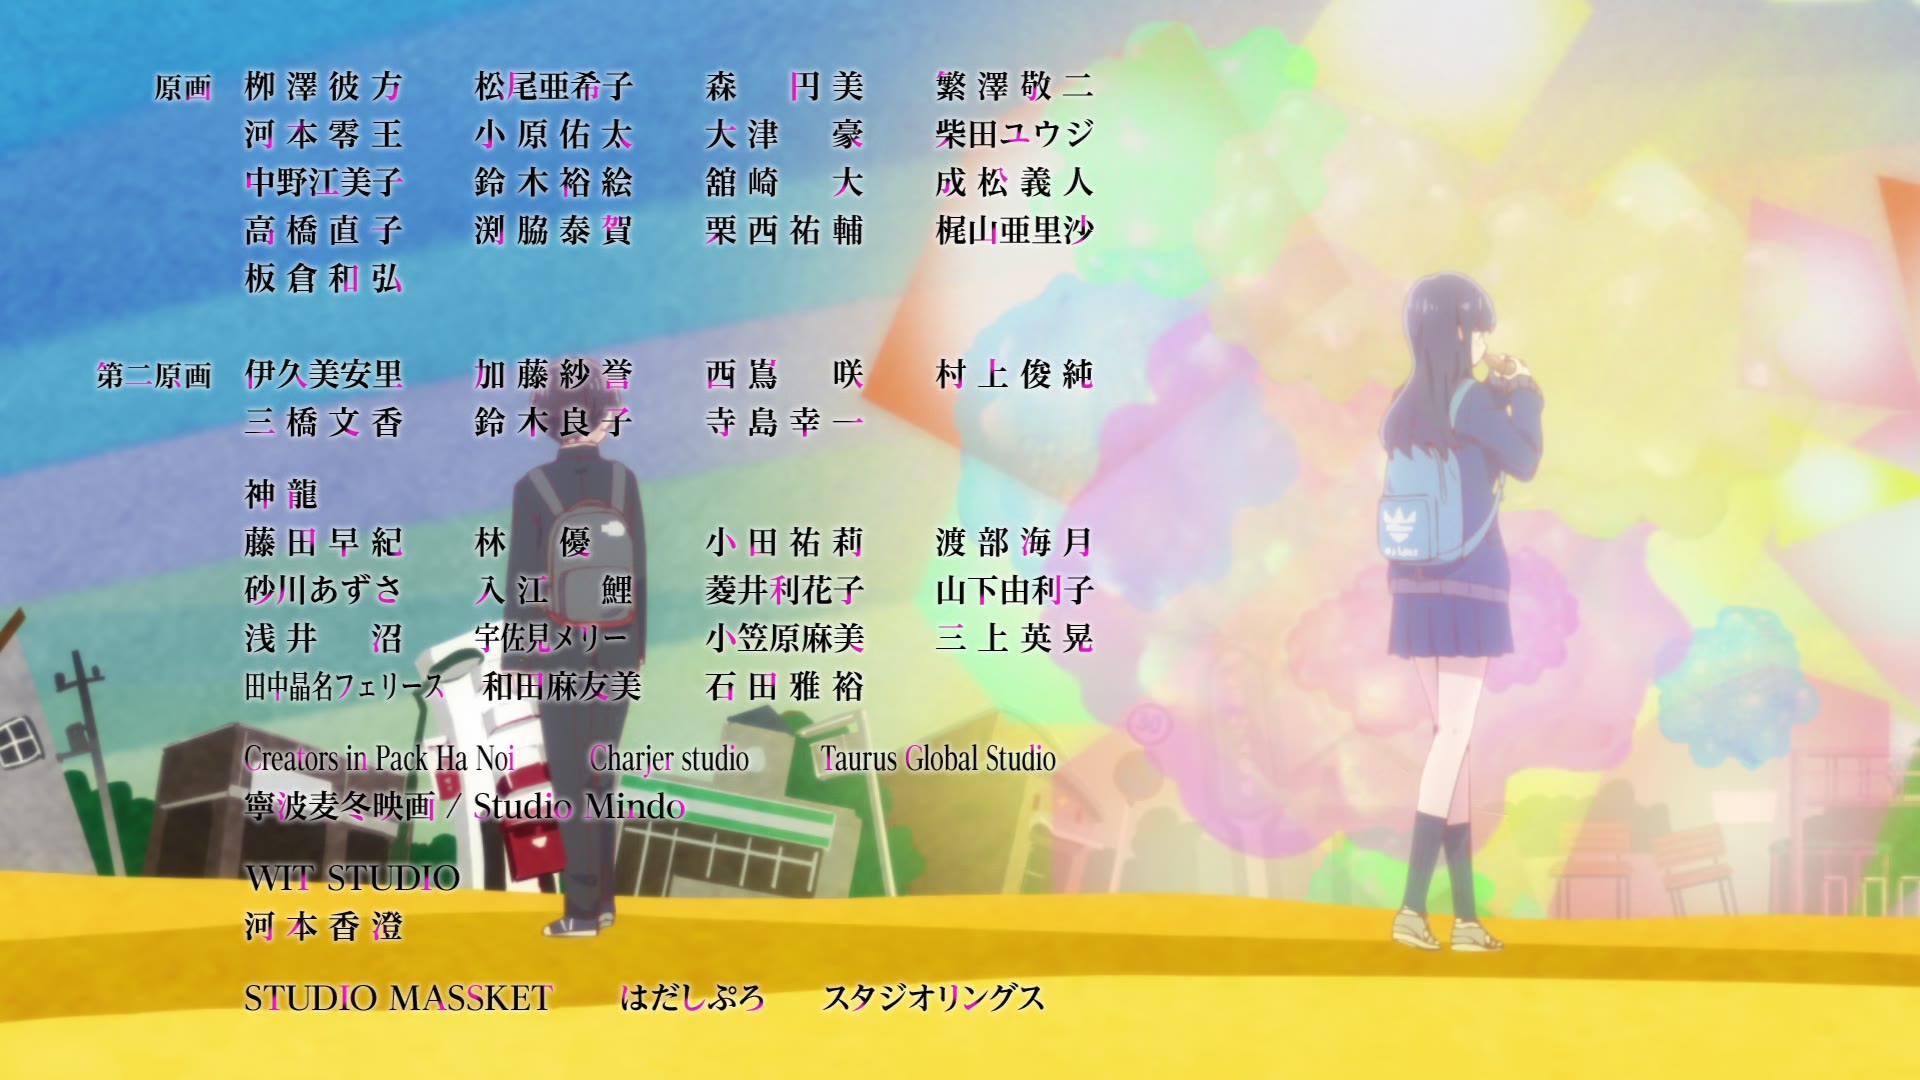 原画 栁澤彼方 松尾亜希子 森円美 繁澤敬二
河本零王 小原佑太 大津豪 柴田ユウジ
中野江美子 鈴木裕絵 舘崎大 成松義人
高橋直子 渕脇泰賀 栗西祐輔 梶山亜里沙
板倉和弘
第二原画 伊久美安里 加藤紗誉 西嶌咲 村上俊純
三橋文香 鈴木良子 寺島幸一
神龍
藤田早紀 林優 小田祐莉 渡部海月
砂川あずさ 入江鯉 菱井利花子 山下由利子
浅井沼 宇佐見メリー 小笠原麻美 三上英晃
田中晶名フェリース 和田麻友美 石田雅裕
Creators in Pack Ha Noi Charjer studio Taurus Global Studio
寧波麦冬映画 / Studio Mindo
WIT STUDIO
河本香澄
STUDIO MASSKET はだしぷろ スタジオリングス